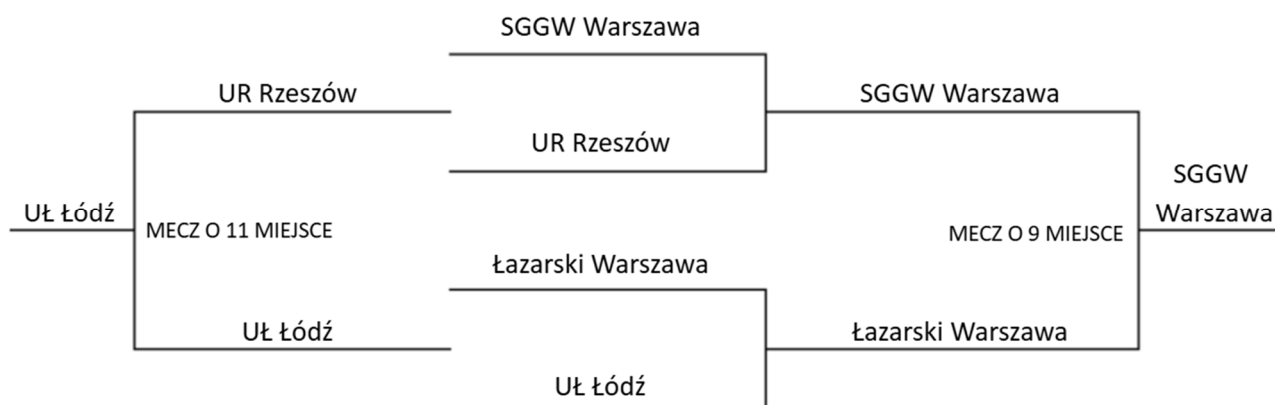 SGGW Warszawa
UR Rzeszów
SGGW Warszawa
UR Rzeszów
SGGW
Warszawa
UŁ Łódź
MECZ O 11 MIEJSCE
MECZ O 9 MIEJSCE
Łazarski Warszawa
UŁ Łódź
Łazarski Warszawa
UŁ Łódź